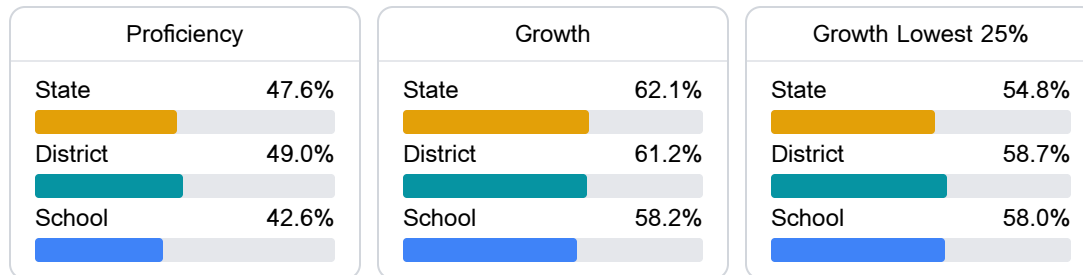 Proficiency
State 47.6%
District 49.0%
School 42.6%
Growth
State 62.1%
District 61.2%
School 58.2%
Growth Lowest 25%
State 54.8%
District 58.7%
School 58.0%